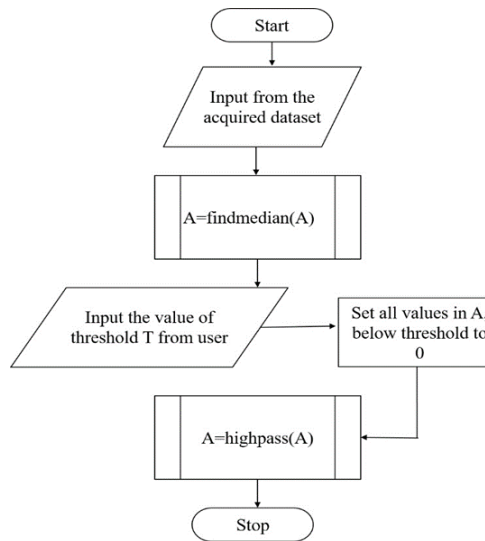 Start
Input from the
acquired dataset
A=findmedian(A)
Input the value of
threshold T from user
Set all values in A,
below threshold to
0
A=highpass(A)
Stop